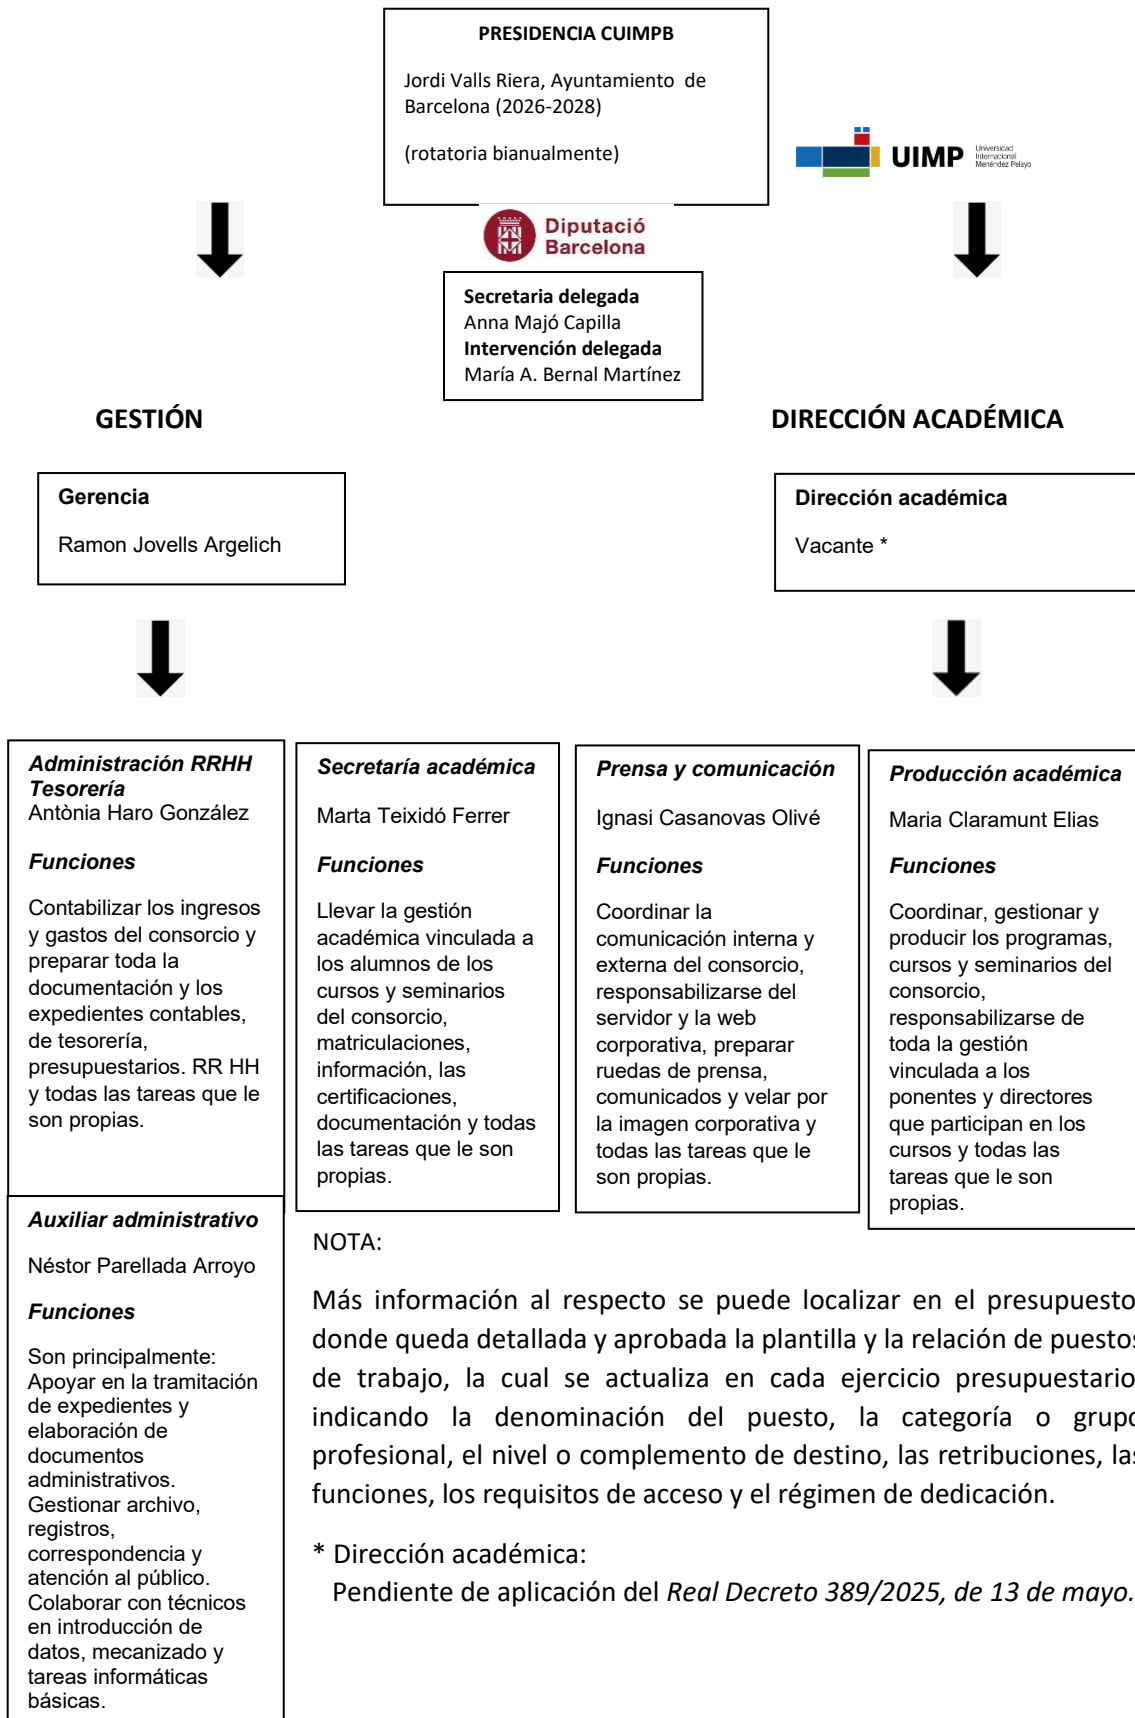 PRESIDENCIA CUIMPB
Jordi Valls Riera, Ayuntamiento de
Barcelona (2026-2028)
(rotatoria bianualmente)
UIMP
Universidad
Internacional
Menéndez Pelayo
Diputació
Barcelona
Secretaria delegada
Anna Majó Capilla
Intervención delegada
María A. Bernal Martínez
GESTIÓN
DIRECCIÓN ACADÉMICA
Gerencia
Ramon Jovells Argelich
Dirección académica
Vacante *
Administración RRHH
Tesorería
Antònia Haro González
Funciones
Contabilizar los ingresos
y gastos del consorcio y
preparar toda la
documentación y los
expedientes contables,
de tesorería,
presupuestarios. RR HH
y todas las tareas que le
son propias.
Secretaría académica
Marta Teixidó Ferrer
Funciones
Llevar la gestión
académica vinculada a
los alumnos de los
cursos y seminarios
del consorcio,
matriculaciones,
información, las
certificaciones,
documentación y todas
las tareas que le son
propias.
Prensa y comunicación
Ignasi Casanovas Olivé
Funciones
Coordinar la
comunicación interna y
externa del consorcio,
responsabilizarse del
servidor y la web
corporativa, preparar
ruedas de prensa,
comunicados y velar por
la imagen corporativa y
todas las tareas que le
son propias.
Producción académica
Maria Claramunt Elias
Funciones
Coordinar, gestionar y
producir los programas,
cursos y seminarios del
consorcio,
responsabilizarse de
toda la gestión
vinculada a los
ponentes y directores
que participan en los
cursos y todas las
tareas que le son
propias.
Auxiliar administrativo
Néstor Parellada Arroyo
Funciones
Son principalmente:
Apoyar en la tramitación
de expedientes y
elaboración de
documentos
administrativos.
Gestionar archivo,
registros,
correspondencia y
atención al público.
Colaborar con técnicos
en introducción de
datos, mecanizado y
tareas informáticas
básicas.
NOTA:
Más información al respecto se puede localizar en el presupuesto
donde queda detallada y aprobada la plantilla y la relación de puestos
de trabajo, la cual se actualiza en cada ejercicio presupuestario
indicando la denominación del puesto, la categoría o grupo
profesional, el nivel o complemento de destino, las retribuciones, las
funciones, los requisitos de acceso y el régimen de dedicación.
* Dirección académica:
Pendiente de aplicación del Real Decreto 389/2025, de 13 de mayo.